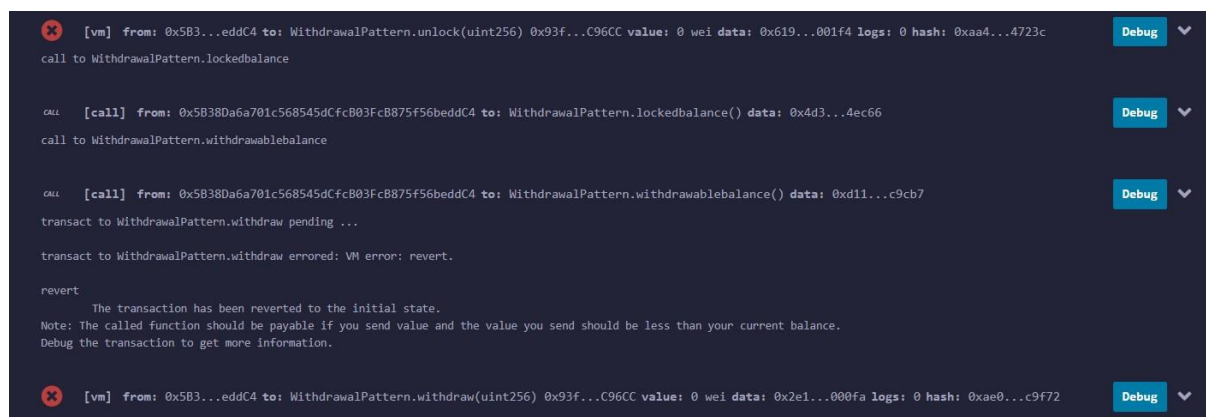 [vm] from: 0x5B3...eddC4 to: WithdrawalPattern.unlock(uint256) 0x93f...C96CC value: 0 wei data: 0x619...001f4 logs: 0 hash: 0xaa4...4723c Debug
call to WithdrawalPattern.lockedbalance
CALL [call] from: 0x5B38Da6a701c568545dCfcB03FcB875f56beddC4 to: WithdrawalPattern.lockedbalance() data: 0x4d3...4ec66 Debug
call to WithdrawalPattern.withdrawablebalance
CALL [call] from: 0x5B38Da6a701c568545dCfcB03FcB875f56beddC4 to: WithdrawalPattern.withdrawablebalance() data: 0xd11...c9cb7 Debug
transact to WithdrawalPattern.withdraw pending ...
transact to WithdrawalPattern.withdraw errored: VM error: revert.
revert
The transaction has been reverted to the initial state.
Note: The called function should be payable if you send value and the value you send should be less than your current balance.
Debug the transaction to get more information.
[vm] from: 0x5B3...eddC4 to: WithdrawalPattern.withdraw(uint256) 0x93f...C96CC value: 0 wei data: 0x2e1...000fa logs: 0 hash: 0xae0...c9f72 Debug